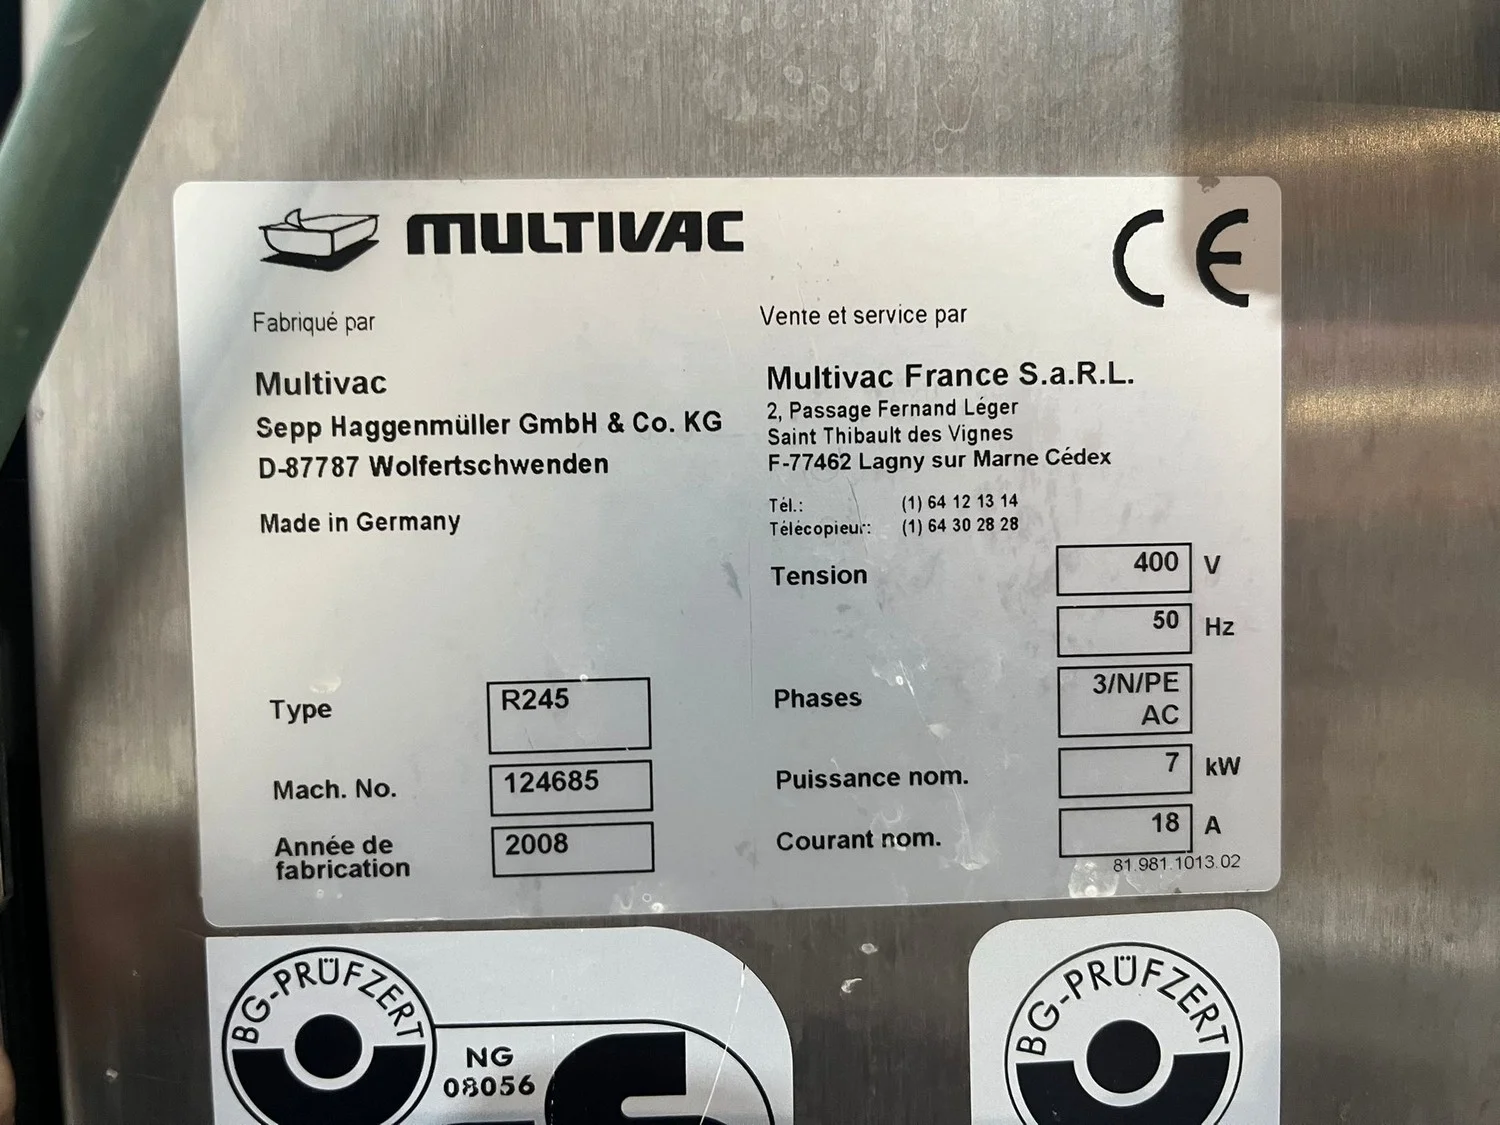 MULTIVAC
CE
Fabriqué par
Multivac
Sepp Haggenmüller GmbH & Co. KG
D-87787 Wolfertschwenden
Made in Germany
Vente et service par
Multivac France S.a.R.L.
2, Passage Fernand Léger
Saint Thibault des Vignes
F-77462 Lagny sur Marne Cédex
Tél.: (1) 64 12 13 14
Télécopieur: (1) 64 30 28 28
Type R245
Mach. No. 124685
Année de
fabrication 2008
Tension 400 V
50 Hz
Phases 3/N/PE
AC
Puissance nom. 7 kW
Courant nom. 18 A
81.981.1013.02
BG-PRÜFZERT
NG
08056
BG-PRÜFZERT